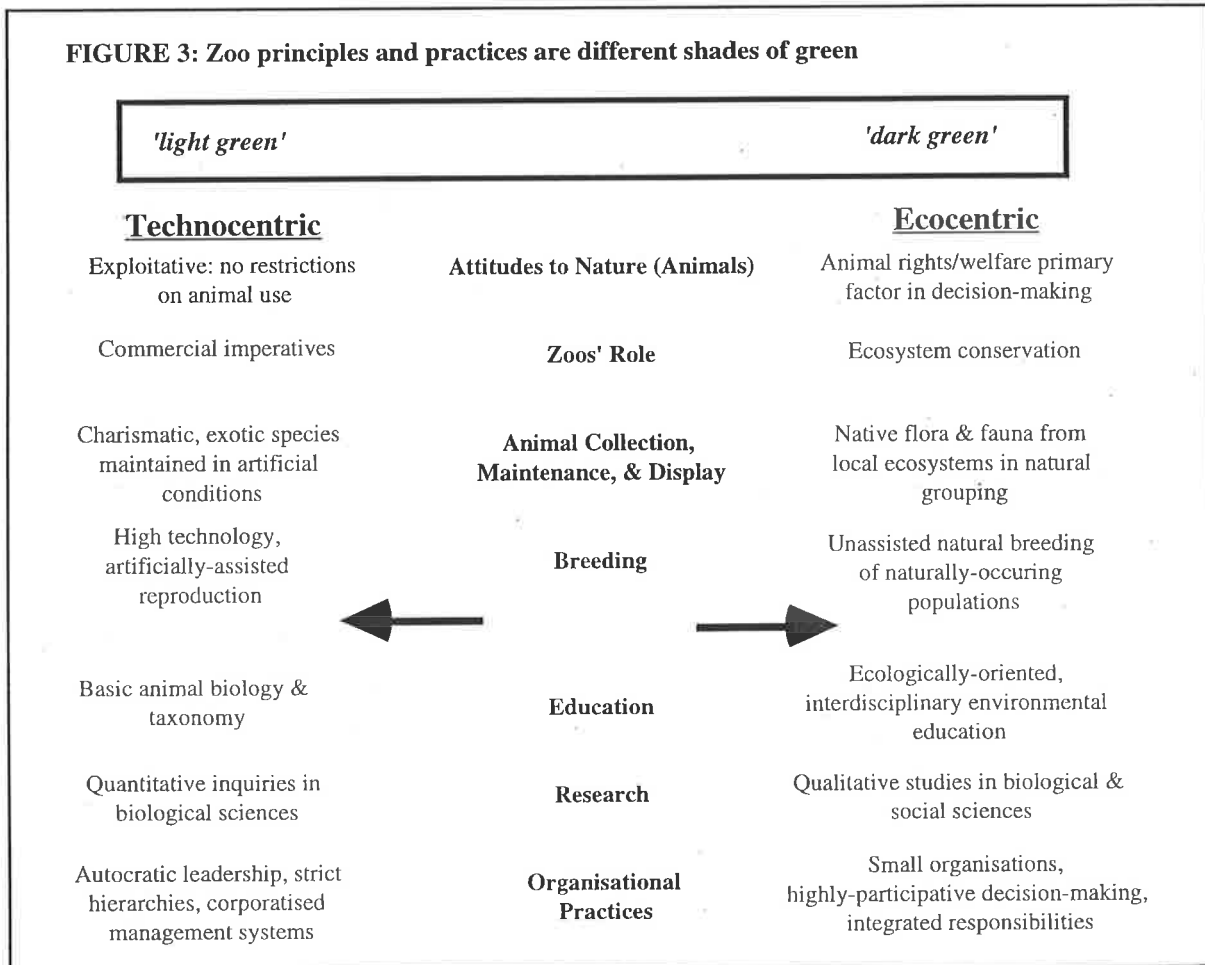 FIGURE 3: Zoo principles and practices are different shades of green
'light green'
'dark green'
Technocentric
Ecocentric
Exploitative: no restrictions
on animal use
Attitudes to Nature (Animals)
Animal rights/welfare primary
factor in decision-making
Commercial imperatives
Zoos' Role
Ecosystem conservation
Charismatic, exotic species
maintained in artificial
conditions
Animal Collection,
Maintenance, & Display
Native flora & fauna from
local ecosystems in natural
grouping
High technology,
artificially-assisted
reproduction
Breeding
Unassisted natural breeding
of naturally-occuring
populations
Basic animal biology &
taxonomy
Education
Ecologically-oriented,
interdisciplinary environmental
education
Quantitative inquiries in
biological sciences
Research
Qualitative studies in biological &
social sciences
Autocratic leadership, strict
hierarchies, corporatised
management systems
Organisational
Practices
Small organisations,
highly-participative decision-making,
integrated responsibilities